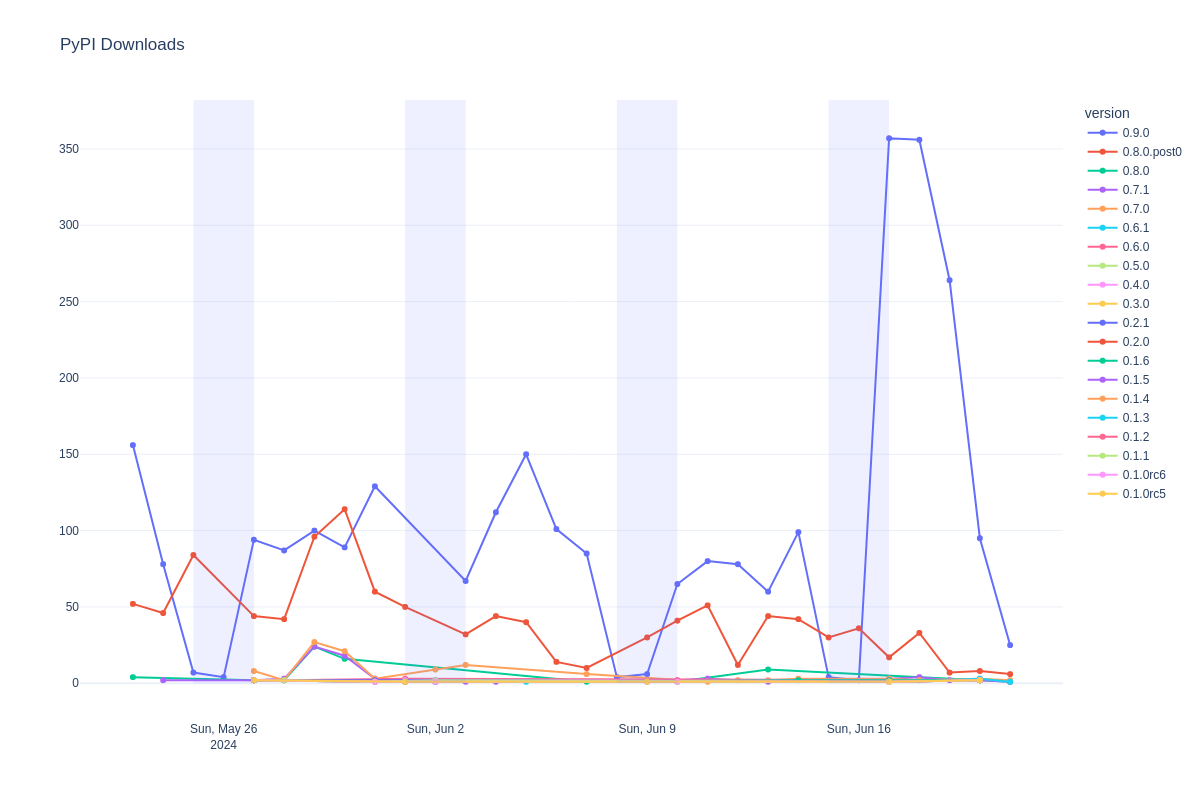 PyPI Downloads
350
300
250
200
150
100
50
0
Sun, May 26
2024
Sun, Jun 2
Sun, Jun 9
Sun, Jun 16
version
0.9.0
0.8.0.post0
0.8.0
0.7.1
0.7.0
0.6.1
0.6.0
0.5.0
0.4.0
0.3.0
0.2.1
0.2.0
0.1.6
0.1.5
0.1.4
0.1.3
0.1.2
0.1.1
0.1.0rc6
0.1.0rc5